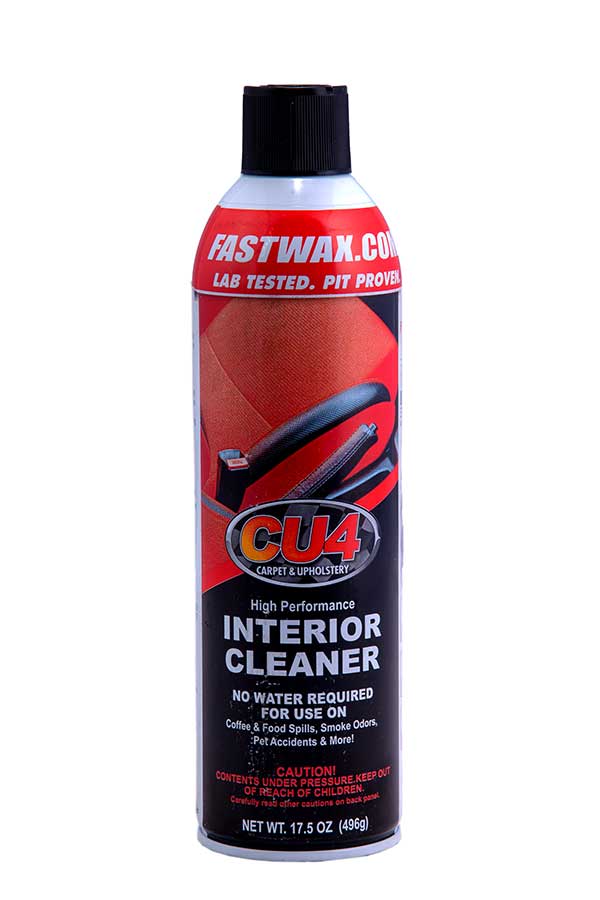 FASTWAX.COM
LAB TESTED. PIT PROVEN.
CU4
CARPET & UPHOLSTERY
High Performance
INTERIOR
CLEANER
NO WATER REQUIRED
FOR USE ON
Coffee & Food Spills, Smoke Odors,
Pet Accidents & More!
CAUTION!
CONTENTS UNDER PRESSURE.KEEP OUT
OF REACH OF CHILDREN.
Carefully read other cautions on back panel.
NET WT. 17.5 OZ (496g)